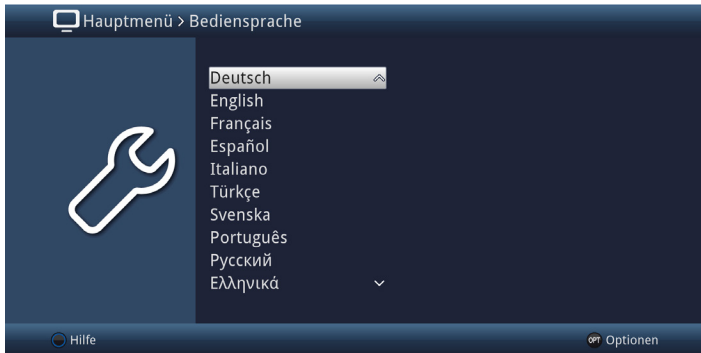 Hauptmenü > Bediensprache
Deutsch
English
Français
Español
Italiano
Türkçe
Svenska
Português
Русский
Ελληνικά
Hilfe
OPT Optionen